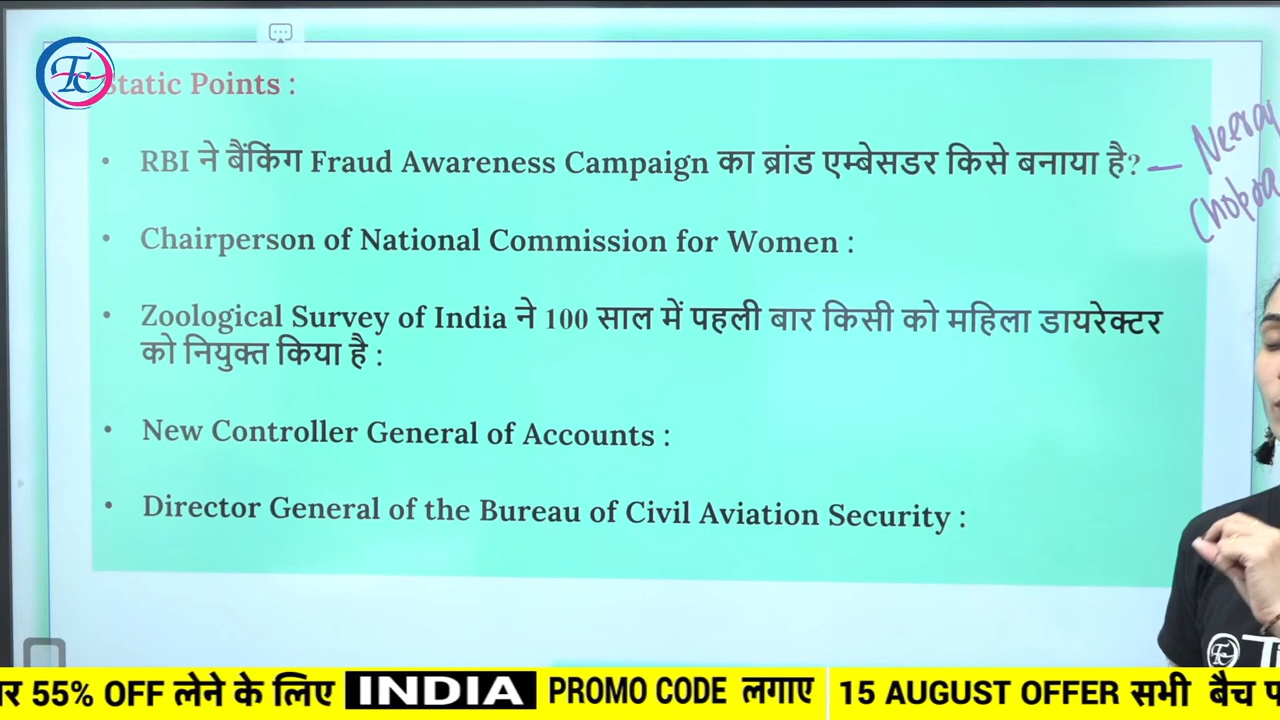 Static Points :
• RBI ने बैंकिंग Fraud Awareness Campaign का ब्रांड एम्बेसडर किसे बनाया है? — Neeraj
Chopra
• Chairperson of National Commission for Women :
• Zoological Survey of India ने 100 साल में पहली बार किसी को महिला डायरेक्टर
को नियुक्त किया है :
• New Controller General of Accounts :
• Director General of the Bureau of Civil Aviation Security :
55% OFF लेने के लिए INDIA PROMO CODE लगाए 15 AUGUST OFFER सभी बैच